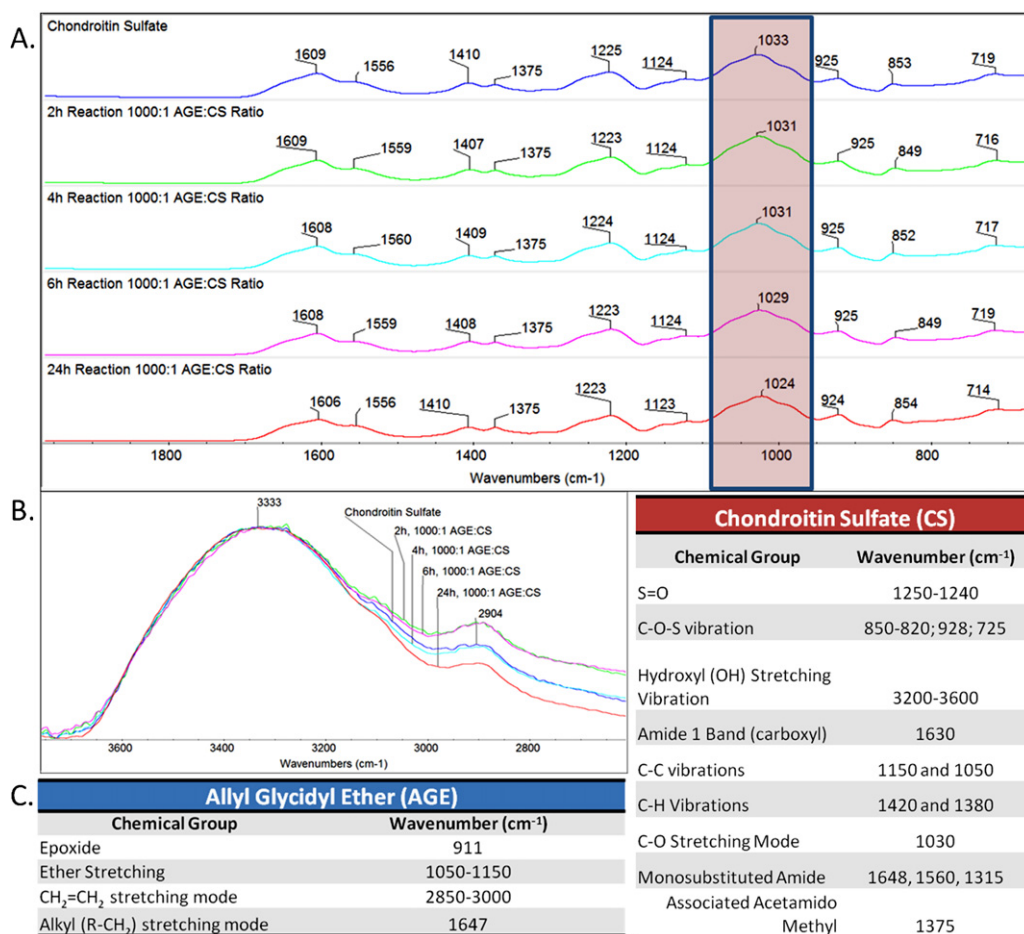 A.
Chondroitin Sulfate
1609 1556 1410 1375 1225 1124 1033 925 853 719
2h Reaction 1000:1 AGE:CS Ratio
1609 1559 1407 1375 1223 1124 1031 925 849 716
4h Reaction 1000:1 AGE:CS Ratio
1608 1560 1409 1375 1224 1124 1031 925 852 717
6h Reaction 1000:1 AGE:CS Ratio
1608 1559 1408 1375 1223 1124 1029 925 849 719
24h Reaction 1000:1 AGE:CS Ratio
1606 1556 1410 1375 1223 1123 1024 924 854 714
1800 1600 1400 1200 1000 800
Wavenumbers (cm-1)
B.
3333
Chondroitin Sulfate
2h, 1000:1 AGE:CS
4h, 1000:1 AGE:CS
6h, 1000:1 AGE:CS
24h, 1000:1 AGE:CS
2904
3600 3400 3200 3000 2800
Wavenumbers (cm-1)
C.
Allyl Glycidyl Ether (AGE)
Chemical Group Wavenumber (cm⁻¹)
Epoxide 911
Ether Stretching 1050-1150
CH₂=CH₂ stretching mode 2850-3000
Alkyl (R-CH₂) stretching mode 1647
Chondroitin Sulfate (CS)
Chemical Group Wavenumber (cm⁻¹)
S=O 1250-1240
C-O-S vibration 850-820; 928; 725
Hydroxyl (OH) Stretching
Vibration 3200-3600
Amide 1 Band (carboxyl) 1630
C-C vibrations 1150 and 1050
C-H Vibrations 1420 and 1380
C-O Stretching Mode 1030
Monosubstituted Amide 1648, 1560, 1315
Associated Acetamido
Methyl 1375